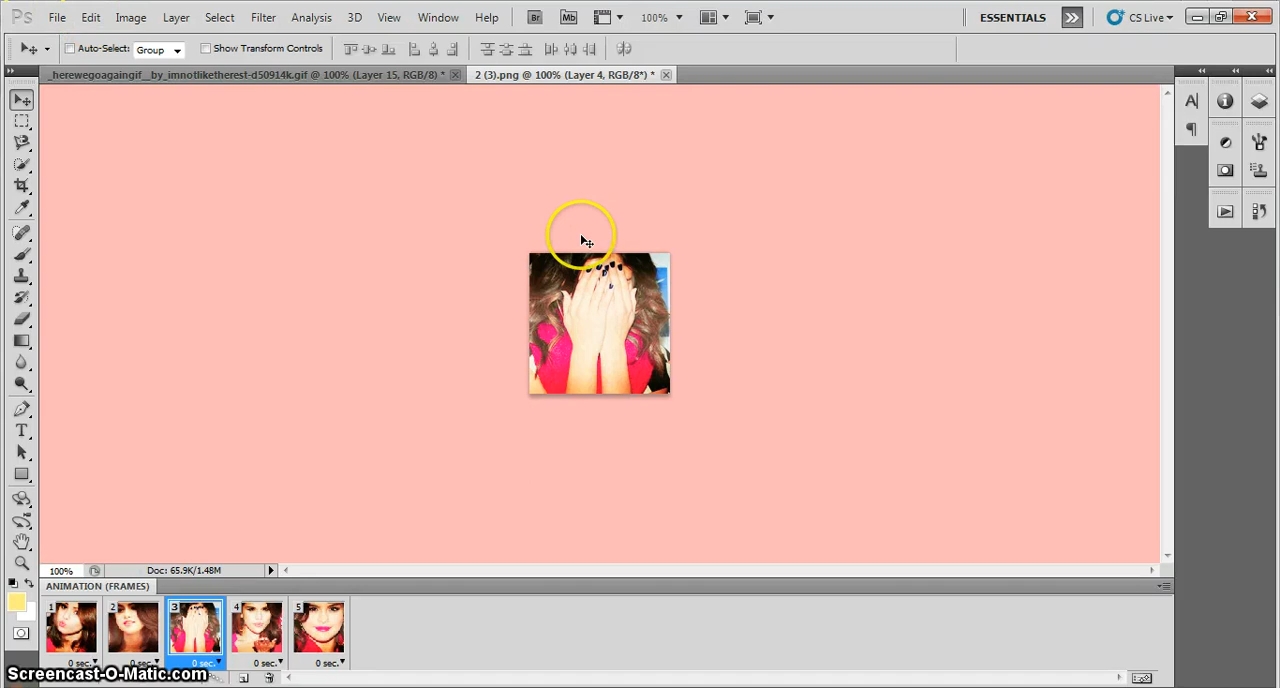 Ps File Edit Image Layer Select Filter Analysis 3D View Window Help Br Mb 100% ESSENTIALS CS Live
Auto-Select: Group Show Transform Controls
_herewegoagaingif__by_imnotliketherest-d50914k.gif @ 100% (Layer 15, RGB/8) * 2 (3).png @ 100% (Layer 4, RGB/8*) *
100% Doc: 65.9K/1.48M
ANIMATION (FRAMES)
1 2 3 4 5
0 sec. 0 sec. 0 sec. 0 sec. 0 sec.
Screencast-O-Matic.com